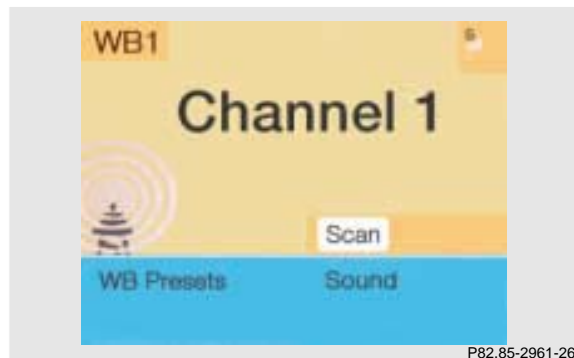 WB1
Channel 1
Scan
WB Presets
Sound
P82.85-2961-26